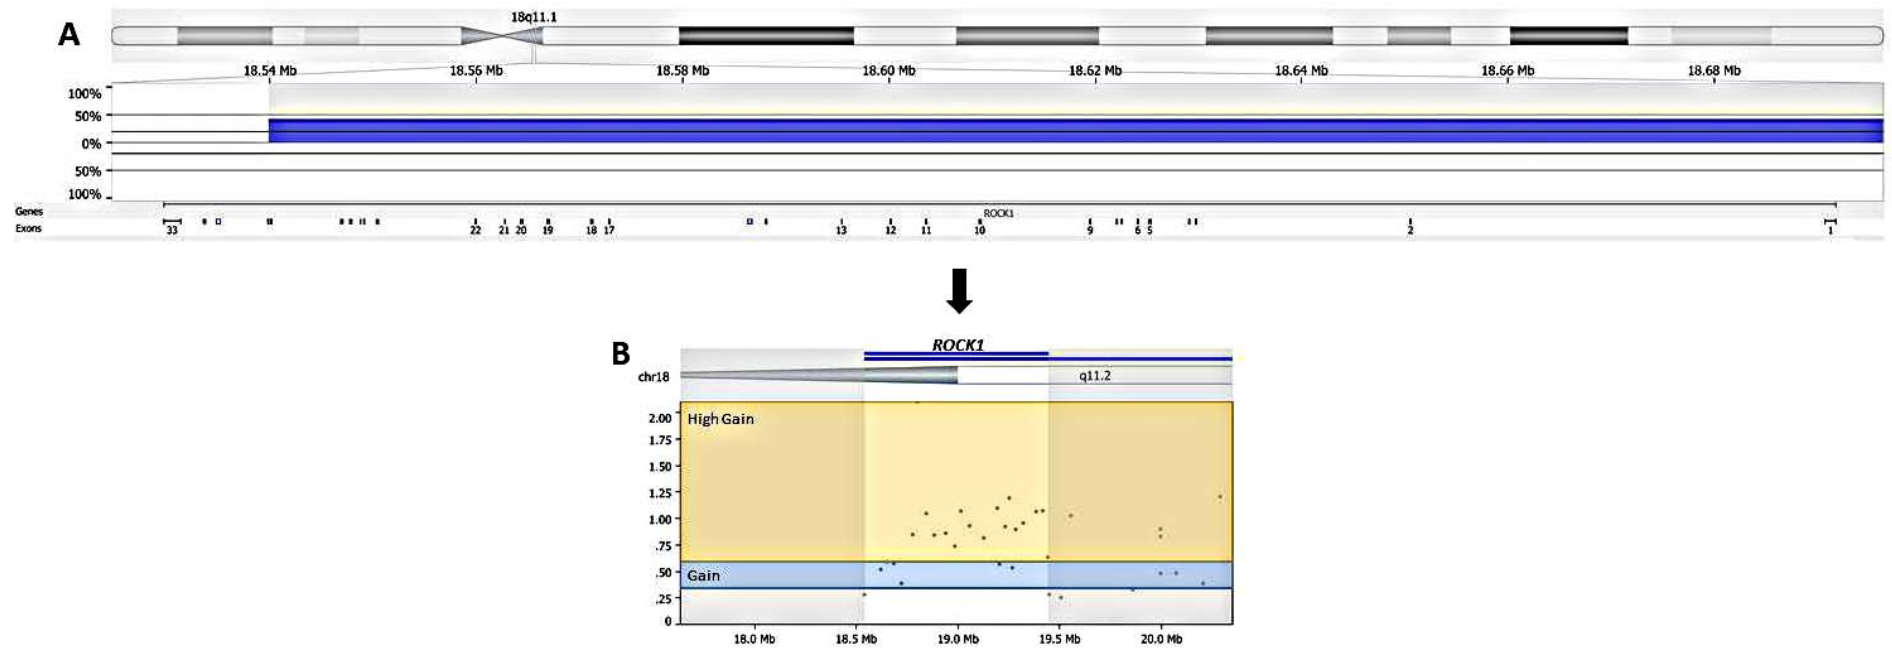 A
18q11.1
18.54 Mb 18.56 Mb 18.58 Mb 18.60 Mb 18.62 Mb 18.64 Mb 18.66 Mb 18.68 Mb
100%
50%
0%
50%
100%
Genes
ROCK1
Exons
33 22 21 20 19 18 17 13 12 11 10 9 6 5 2 1
B
ROCK1
chr18
q11.2
2.00
High Gain
1.75
1.50
1.25
1.00
.75
.50
Gain
.25
0
18.0 Mb 18.5 Mb 19.0 Mb 19.5 Mb 20.0 Mb